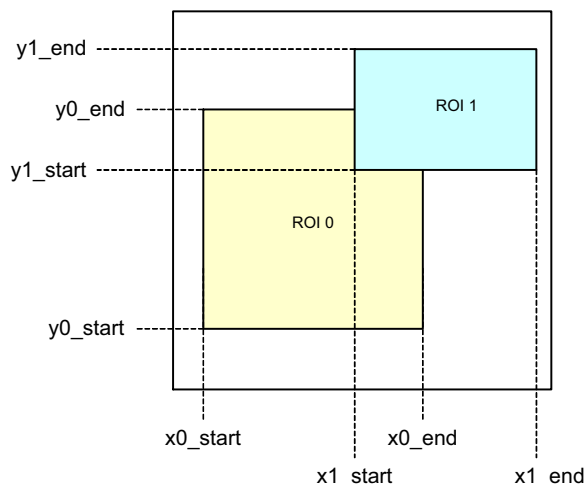 y1_end
y0_end
ROI 1
y1_start
ROI 0
y0_start
x0_start
x0_end
x1_start
x1_end